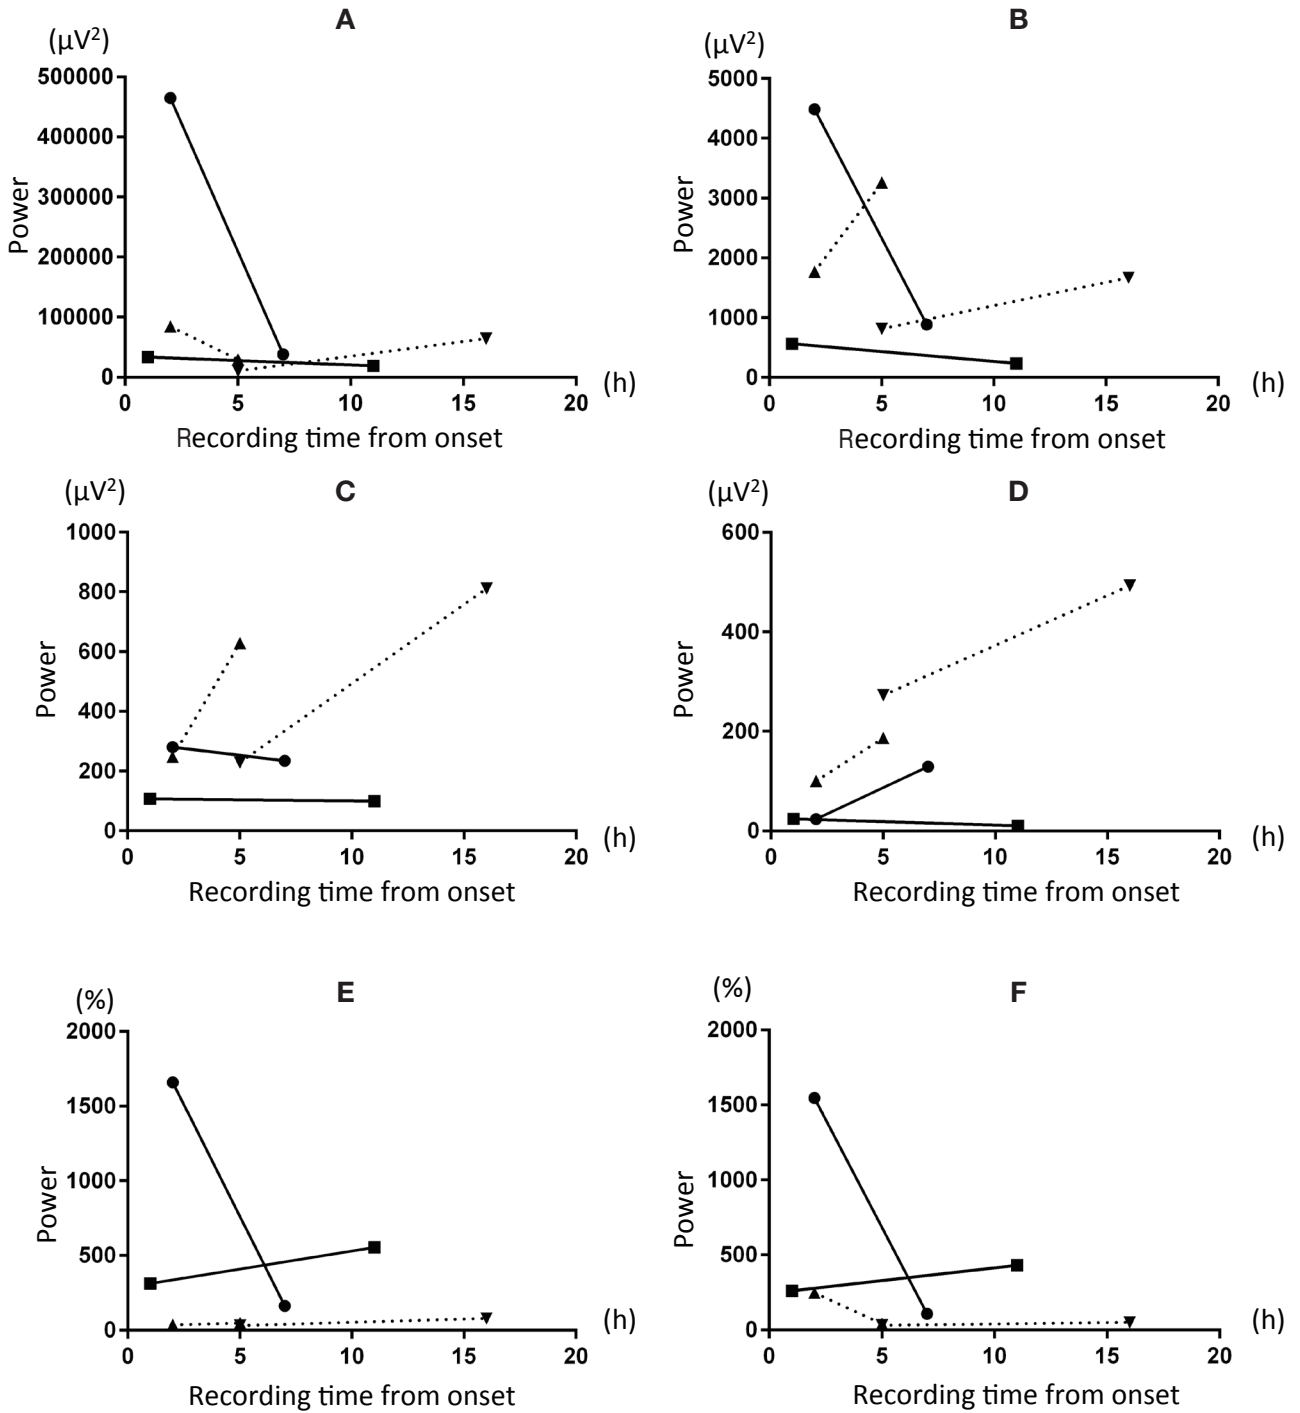 A
(μV²)
500000
400000
300000
200000
100000
0
Power
0 5 10 15 20 (h)
Recording time from onset
B
(μV²)
5000
4000
3000
2000
1000
0
Power
0 5 10 15 20 (h)
Recording time from onset
C
(μV²)
1000
800
600
400
200
0
Power
0 5 10 15 20 (h)
Recording time from onset
D
(μV²)
600
400
200
0
Power
0 5 10 15 20 (h)
Recording time from onset
E
(%)
2000
1500
1000
500
0
Power
0 5 10 15 20 (h)
Recording time from onset
F
(%)
2000
1500
1000
500
0
Power
0 5 10 15 20 (h)
Recording time from onset